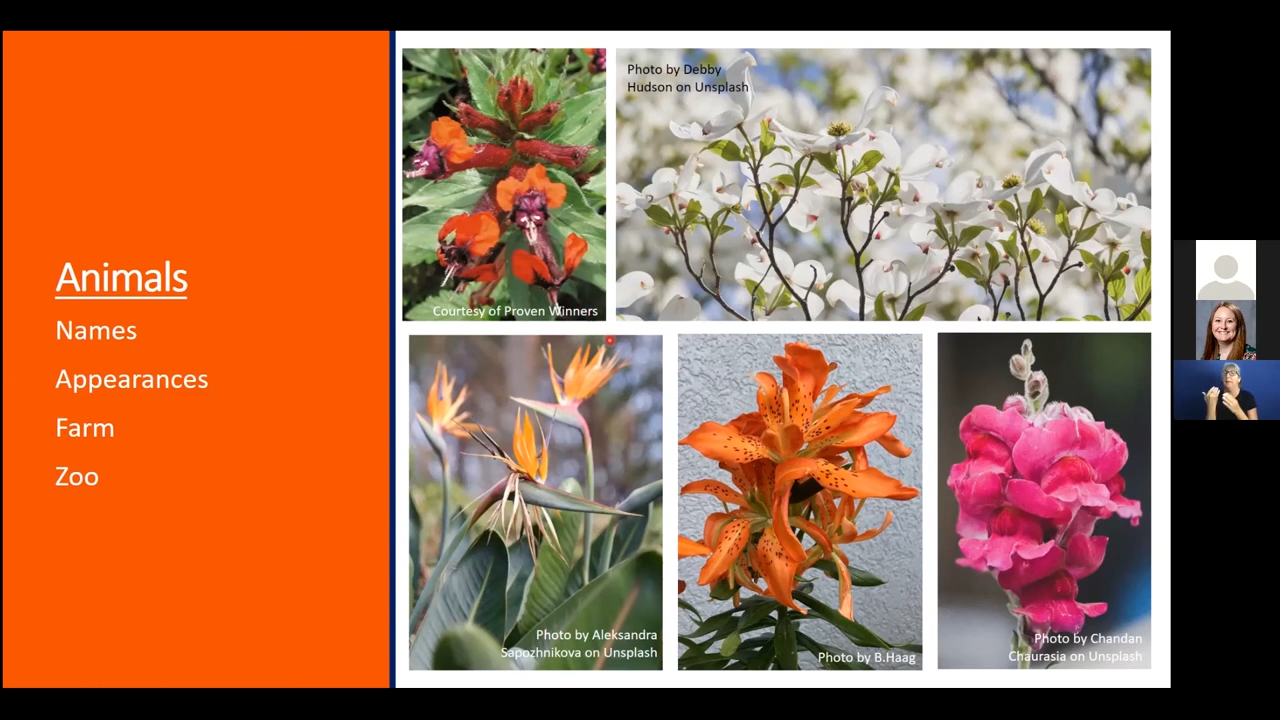 Animals
Names
Appearances
Farm
Zoo
Courtesy of Proven Winners
Photo by Debby
Hudson on Unsplash
Photo by Aleksandra
Sapozhnikova on Unsplash
Photo by B.Haag
Photo by Chandan
Chaurasia on Unsplash